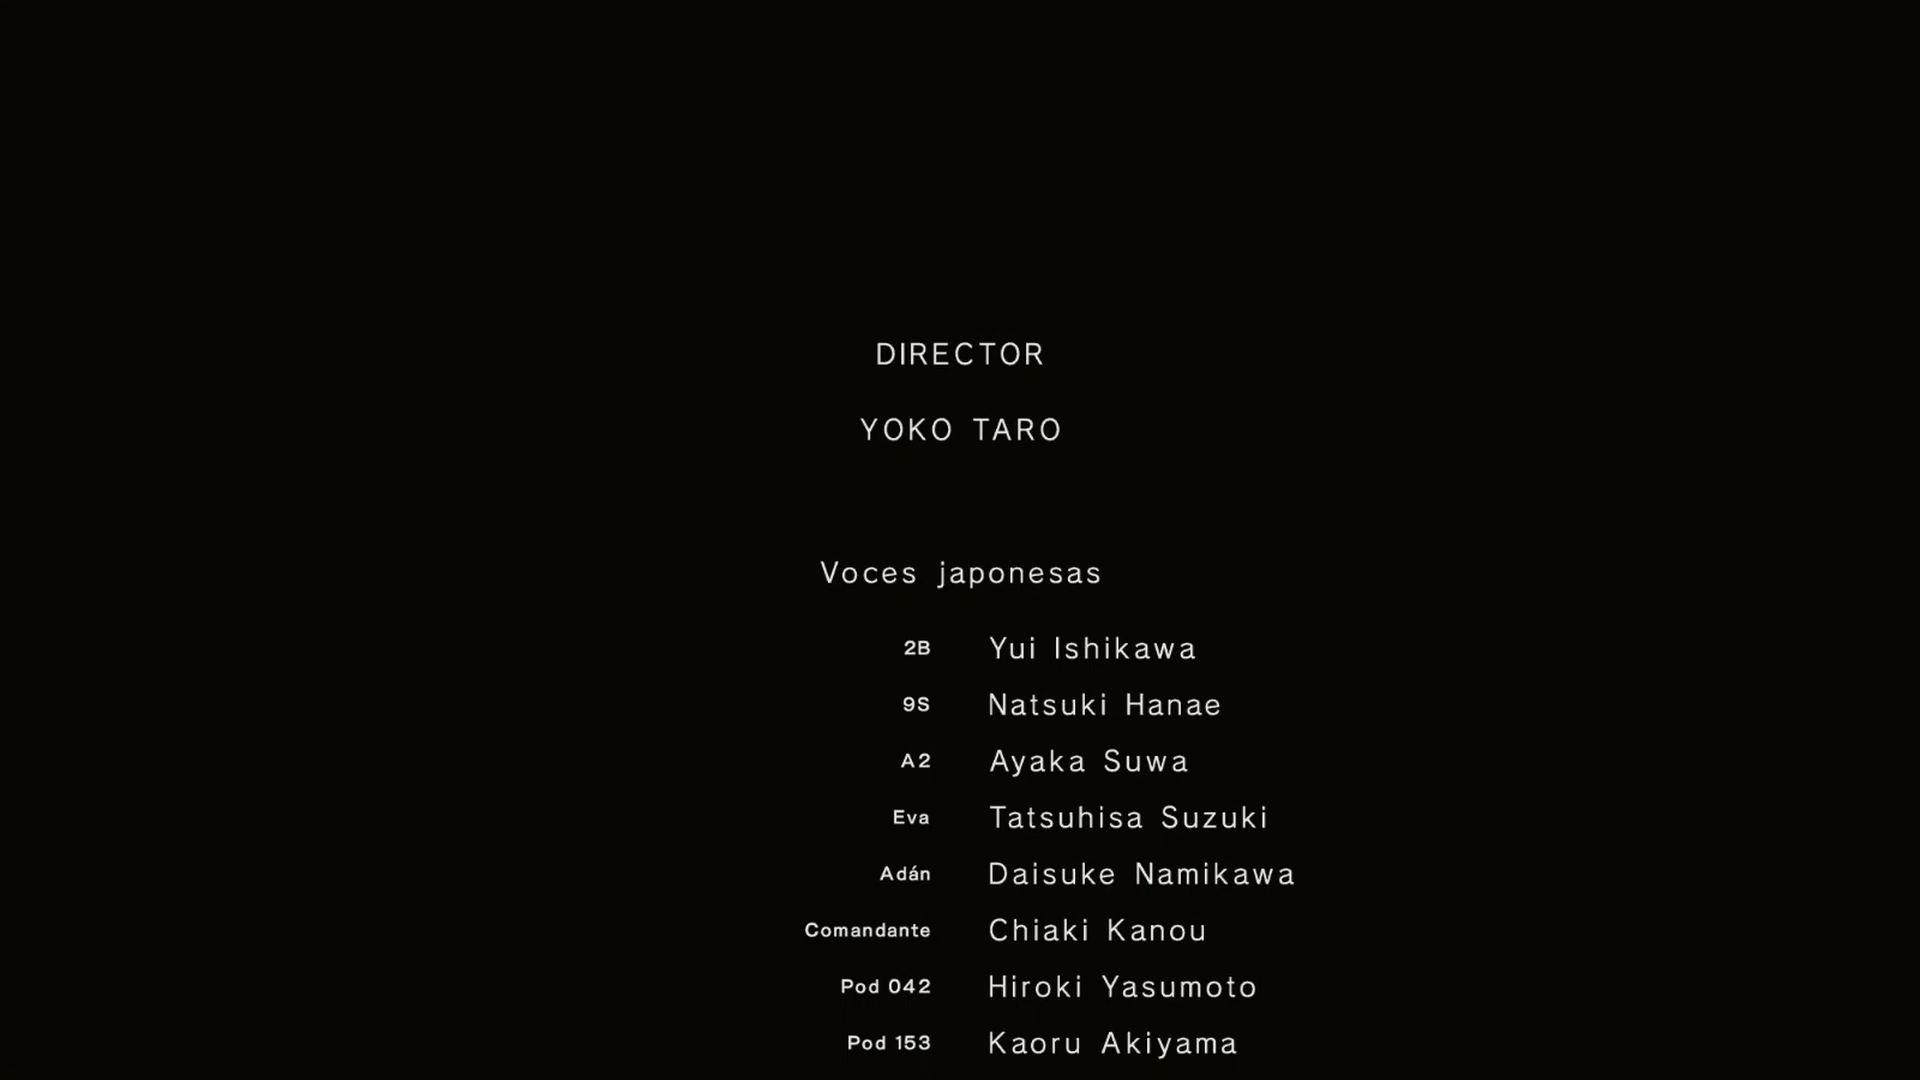 DIRECTOR
YOKO TARO
Voces japonesas
2B Yui Ishikawa
9S Natsuki Hanae
A2 Ayaka Suwa
Eva Tatsuhisa Suzuki
Adán Daisuke Namikawa
Comandante Chiaki Kanou
Pod 042 Hiroki Yasumoto
Pod 153 Kaoru Akiyama